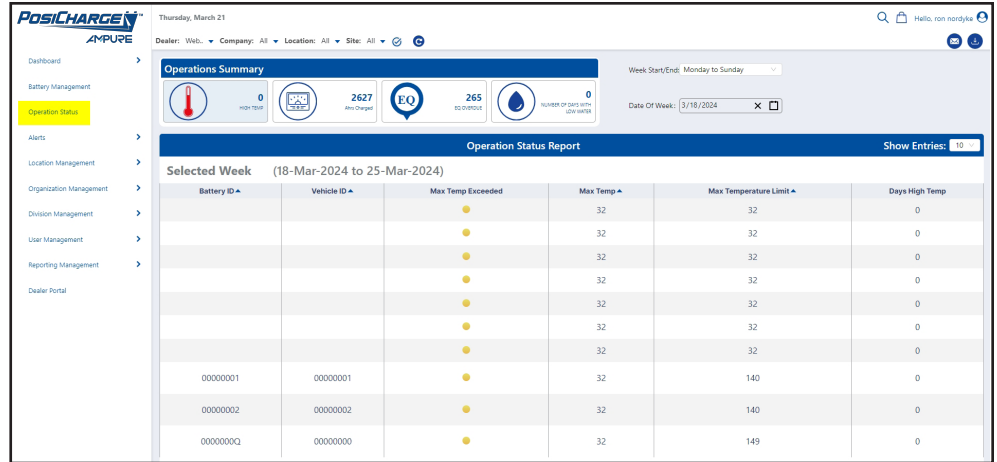 POSICHARGE™
AMPURE
Thursday, March 21
Hello, ron nordyke
Dealer: Web.. Company: All Location: All Site: All
Dashboard
Battery Management
Operation Status
Alerts
Location Management
Organization Management
Division Management
User Management
Reporting Management
Dealer Portal
Operations Summary
0
HIGH TEMP
2627
AHrs Charged
EQ
265
EQ OVERDUE
0
NUMBER OF DAYS WITH
LOW WATER
Week Start/End: Monday to Sunday
Date Of Week: 3/18/2024
Operation Status Report
Show Entries: 10
Selected Week (18-Mar-2024 to 25-Mar-2024)
Battery ID Vehicle ID Max Temp Exceeded Max Temp Max Temperature Limit Days High Temp
32 32 0
32 32 0
32 32 0
32 32 0
32 32 0
32 32 0
32 32 0
00000001 00000001 32 140 0
00000002 00000002 32 140 0
0000000Q 00000000 32 149 0